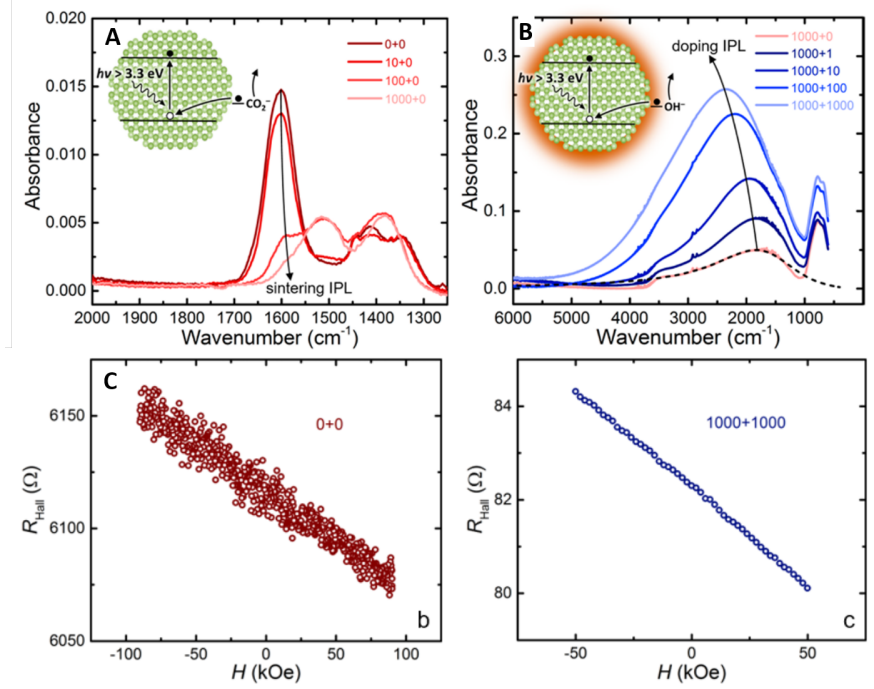 A
0.020
0.015
0.010
0.005
0.000
Absorbance
hν > 3.3 eV
CO₂⁻
0+0
10+0
100+0
1000+0
sintering IPL
2000 1900 1800 1700 1600 1500 1400 1300
Wavenumber (cm⁻¹)
B
0.3
0.2
0.1
0.0
Absorbance
hν > 3.3 eV
OH⁻
doping IPL
1000+0
1000+1
1000+10
1000+100
1000+1000
6000 5000 4000 3000 2000 1000
Wavenumber (cm⁻¹)
C
6150
6100
6050
R_Hall (Ω)
0+0
b
-100 -50 0 50 100
H (kOe)
84
82
80
R_Hall (Ω)
1000+1000
c
-50 0 50
H (kOe)